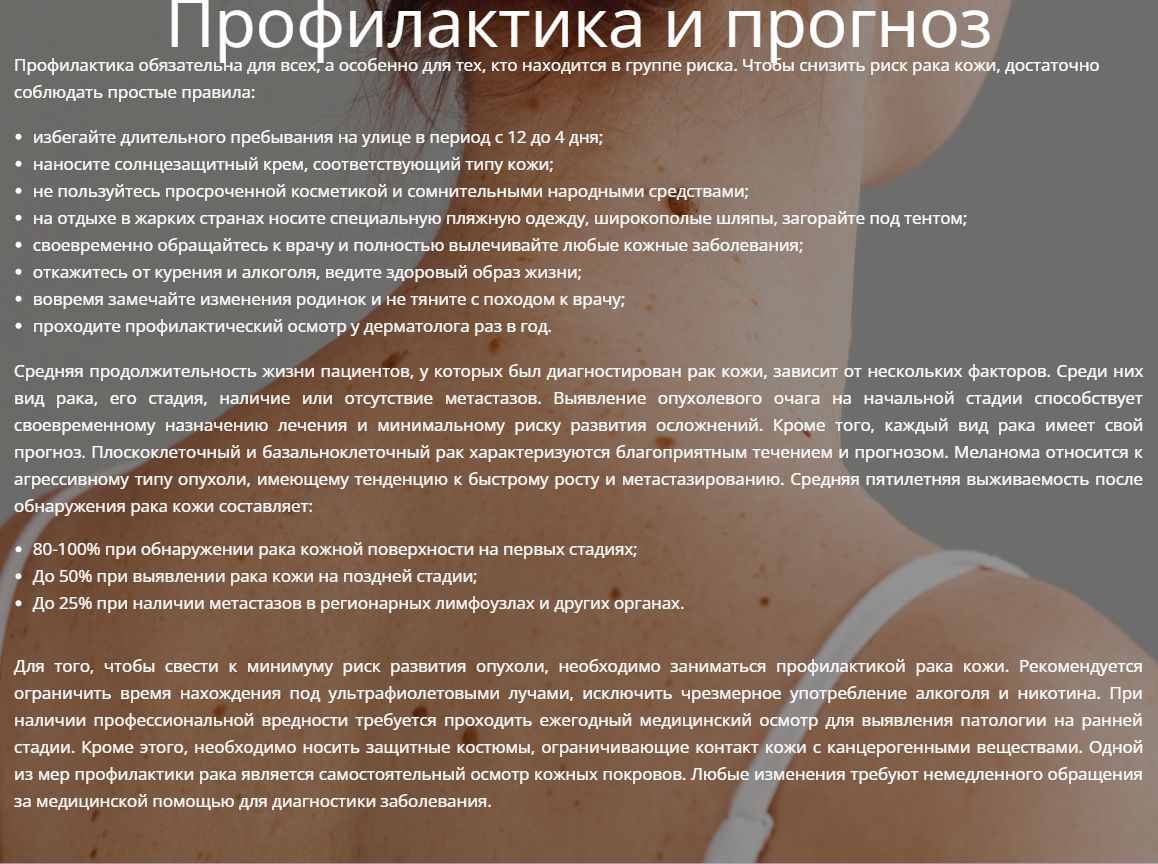 Профилактика и прогноз
Профилактика обязательна для всех, а особенно для тех, кто находится в группе риска. Чтобы снизить риск рака кожи, достаточно
соблюдать простые правила:
• избегайте длительного пребывания на улице в период с 12 до 4 дня;
• наносите солнцезащитный крем, соответствующий типу кожи;
• не пользуйтесь просроченной косметикой и сомнительными народными средствами;
• на отдыхе в жарких странах носите специальную пляжную одежду, широкополые шляпы, загорайте под тентом;
• своевременно обращайтесь к врачу и полностью вылечивайте любые кожные заболевания;
• откажитесь от курения и алкоголя, ведите здоровый образ жизни;
• вовремя замечайте изменения родинок и не тяните с походом к врачу;
• проходите профилактический осмотр у дерматолога раз в год.
Средняя продолжительность жизни пациентов, у которых был диагностирован рак кожи, зависит от нескольких факторов. Среди них
вид рака, его стадия, наличие или отсутствие метастазов. Выявление опухолевого очага на начальной стадии способствует
своевременному назначению лечения и минимальному риску развития осложнений. Кроме того, каждый вид рака имеет свой
прогноз. Плоскоклеточный и базальноклеточный рак характеризуются благоприятным течением и прогнозом. Меланома относится к
агрессивному типу опухоли, имеющему тенденцию к быстрому росту и метастазированию. Средняя пятилетняя выживаемость после
обнаружения рака кожи составляет:
• 80-100% при обнаружении рака кожной поверхности на первых стадиях;
• До 50% при выявлении рака кожи на поздней стадии;
• До 25% при наличии метастазов в регионарных лимфоузлах и других органах.
Для того, чтобы свести к минимуму риск развития опухоли, необходимо заниматься профилактикой рака кожи. Рекомендуется
ограничить время нахождения под ультрафиолетовыми лучами, исключить чрезмерное употребление алкоголя и никотина. При
наличии профессиональной вредности требуется проходить ежегодный медицинский осмотр для выявления патологии на ранней
стадии. Кроме этого, необходимо носить защитные костюмы, ограничивающие контакт кожи с канцерогенными веществами. Одной
из мер профилактики рака является самостоятельный осмотр кожных покровов. Любые изменения требуют немедленного обращения
за медицинской помощью для диагностики заболевания.